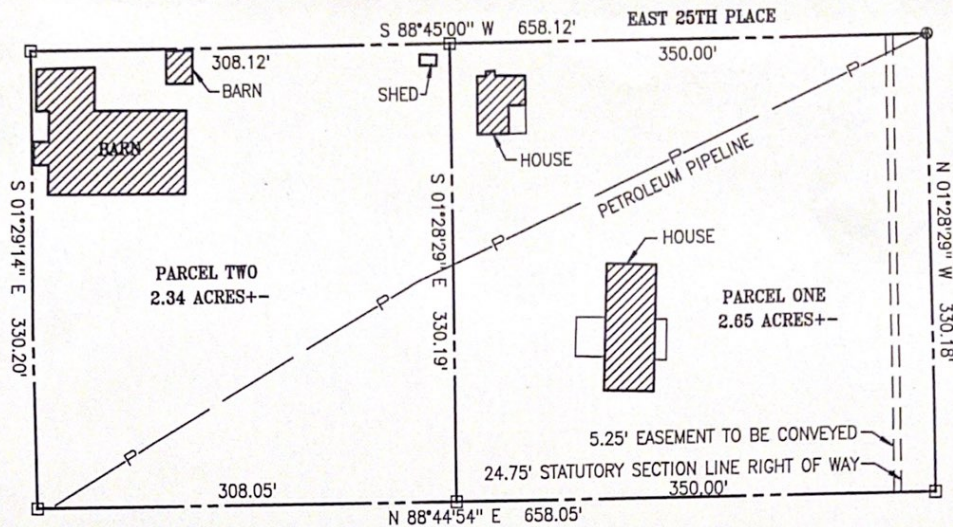 EAST 25TH PLACE
S 88°45'00" W 658.12'
308.12'
350.00'
BARN
SHED
P
HOUSE
BARN
P
PETROLEUM PIPELINE
S 01°29'14" E 330.20'
S 01°28'29" E 330.19'
N 01°28'29" W 330.18'
P
HOUSE
PARCEL TWO
2.34 ACRES+-
P
PARCEL ONE
2.65 ACRES+-
P
5.25' EASEMENT TO BE CONVEYED
24.75' STATUTORY SECTION LINE RIGHT OF WAY
308.05'
350.00'
N 88°44'54" E 658.05'